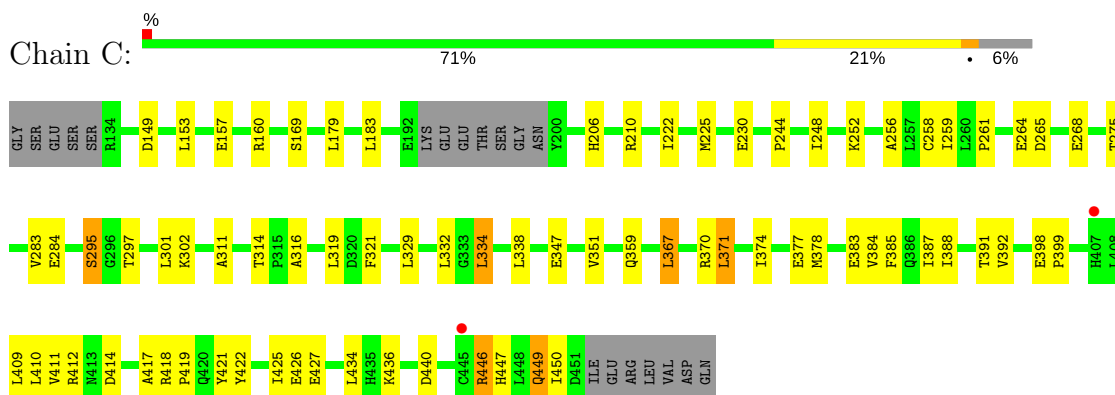 %
Chain C:
71% 21% • 6%
GLY SER GLU SER SER R134 D149 L153 E157 R160 S169 L179 L183 E192 LYS GLU GLU THR SER GLY ASN Y200 H206 R210 I222 M225 E230 P244 I248 K252 A256 L257 C258 I259 L260 P261 E264 D265 E268 T275
V283 E284 S295 G296 T297 L301 K302 A311 T314 P315 A316 L319 D320 F321 L329 L332 G333 L334 L338 E347 V351 Q359 L367 R370 L371 I374 E377 M378 E383 V384 F385 Q386 I387 I388 T391 V392 E398 P399 H407 L408
L409 L410 V411 R412 N413 D414 A417 R418 P419 Q420 Y421 Y422 I425 E426 E427 L434 H435 K436 D440 C445 R446 H447 L448 Q449 I450 D451 ILE GLU ARG LEU VAL ASP GLN